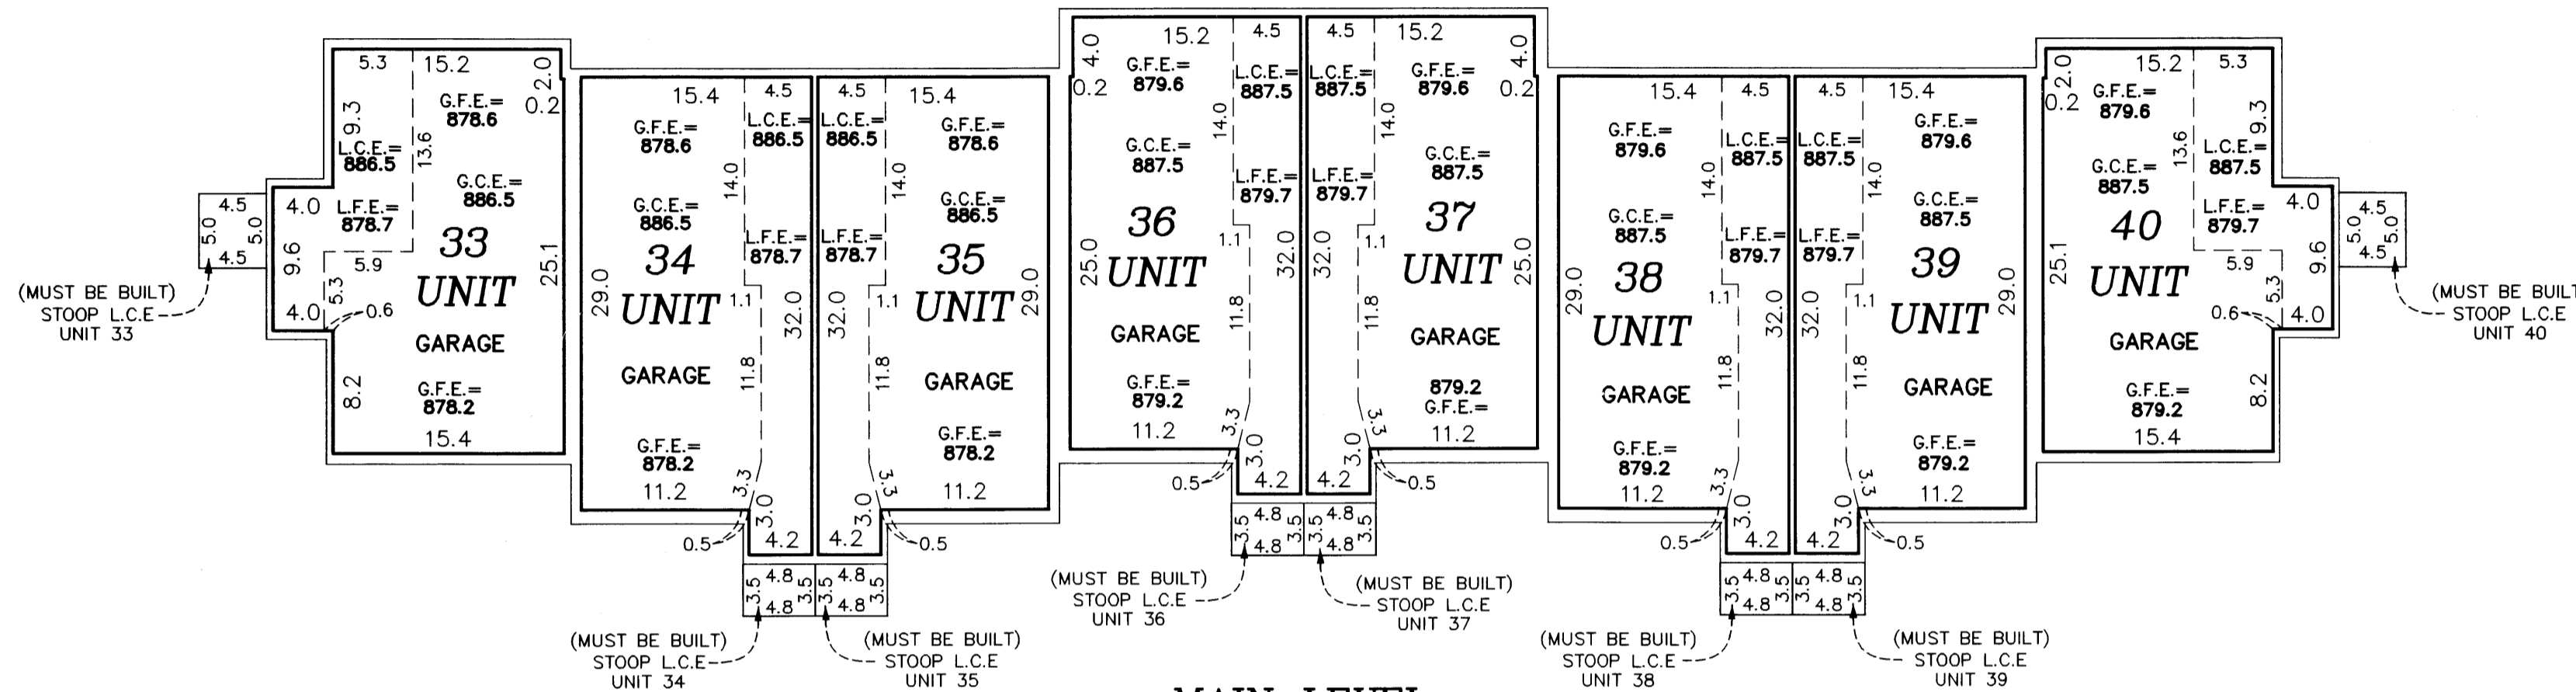 5.3
15.2
2.0
0.2
9.3
13.6
G.F.E.=
878.6
L.C.E.=
886.5
G.C.E.=
886.5
L.F.E.=
878.7
4.5
5.0
5.0
4.5
4.0
9.6
4.0
5.9
5.3
0.6
25.1
33
UNIT
GARAGE
8.2
G.F.E.=
878.2
15.4
(MUST BE BUILT)
STOOP L.C.E
UNIT 33
15.4
4.5
G.F.E.=
878.6
L.C.E.=
886.5
14.0
G.C.E.=
886.5
L.F.E.=
878.7
34
UNIT
29.0
1.1
32.0
11.8
GARAGE
G.F.E.=
878.2
11.2
3.3
3.0
0.5
4.2
4.8
3.5
3.5
4.8
(MUST BE BUILT)
STOOP L.C.E
UNIT 34
4.5
15.4
L.C.E.=
886.5
G.F.E.=
878.6
14.0
G.C.E.=
886.5
L.F.E.=
878.7
35
UNIT
32.0
1.1
29.0
11.8
GARAGE
G.F.E.=
878.2
3.3
11.2
3.0
4.2
0.5
4.8
3.5
3.5
4.8
(MUST BE BUILT)
STOOP L.C.E
UNIT 35
4.0
15.2
4.5
0.2
G.F.E.=
879.6
L.C.E.=
887.5
14.0
G.C.E.=
887.5
L.F.E.=
879.7
36
UNIT
25.0
1.1
32.0
11.8
GARAGE
G.F.E.=
879.2
11.2
3.3
3.0
0.5
4.2
4.8
3.5
3.5
4.8
(MUST BE BUILT)
STOOP L.C.E
UNIT 36
4.5
15.2
4.0
0.2
L.C.E.=
887.5
G.F.E.=
879.6
14.0
G.C.E.=
887.5
L.F.E.=
879.7
37
UNIT
32.0
1.1
25.0
11.8
GARAGE
879.2
G.F.E.=
3.3
11.2
3.0
4.2
0.5
4.8
3.5
3.5
4.8
(MUST BE BUILT)
STOOP L.C.E
UNIT 37
15.4
4.5
G.F.E.=
879.6
L.C.E.=
887.5
14.0
G.C.E.=
887.5
L.F.E.=
879.7
38
UNIT
29.0
1.1
32.0
11.8
GARAGE
G.F.E.=
879.2
11.2
3.3
3.0
0.5
4.2
4.8
3.5
3.5
4.8
(MUST BE BUILT)
STOOP L.C.E
UNIT 38
4.5
15.4
L.C.E.=
887.5
G.F.E.=
879.6
14.0
G.C.E.=
887.5
L.F.E.=
879.7
39
UNIT
32.0
1.1
29.0
11.8
GARAGE
G.F.E.=
879.2
3.3
11.2
3.0
4.2
0.5
4.8
3.5
3.5
4.8
(MUST BE BUILT)
STOOP L.C.E
UNIT 39
2.0
15.2
5.3
0.2
G.F.E.=
879.6
13.6
9.3
L.C.E.=
887.5
G.C.E.=
887.5
L.F.E.=
879.7
40
UNIT
25.1
5.9
5.3
0.6
4.0
9.6
4.0
4.5
5.0
5.0
4.5
GARAGE
G.F.E.=
879.2
8.2
15.4
(MUST BE BUILT
STOOP L.C.E
UNIT 40
MAIN LEVEL